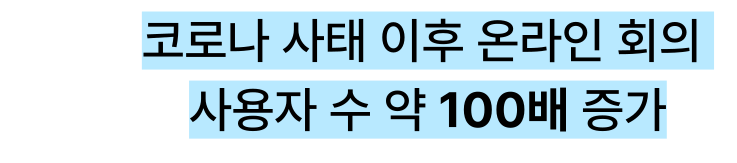 코로나 사태 이후 온라인 회의
사용자 수 약 100배 증가